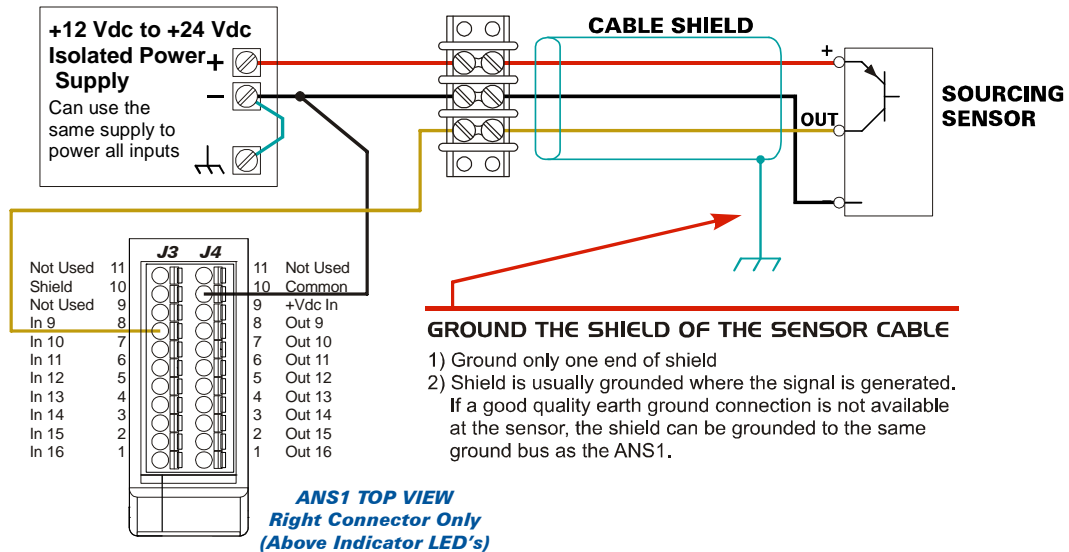 +12 Vdc to +24 Vdc
Isolated Power
Supply
+
–
Can use the
same supply to
power all inputs
CABLE SHIELD
+
OUT
–
SOURCING
SENSOR
J3 J4
Not Used 11 11 Not Used
Shield 10 10 Common
Not Used 9 9 +Vdc In
In 9 8 8 Out 9
In 10 7 7 Out 10
In 11 6 6 Out 11
In 12 5 5 Out 12
In 13 4 4 Out 13
In 14 3 3 Out 14
In 15 2 2 Out 15
In 16 1 1 Out 16
GROUND THE SHIELD OF THE SENSOR CABLE
1) Ground only one end of shield
2) Shield is usually grounded where the signal is generated.
If a good quality earth ground connection is not available
at the sensor, the shield can be grounded to the same
ground bus as the ANS1.
ANS1 TOP VIEW
Right Connector Only
(Above Indicator LED's)